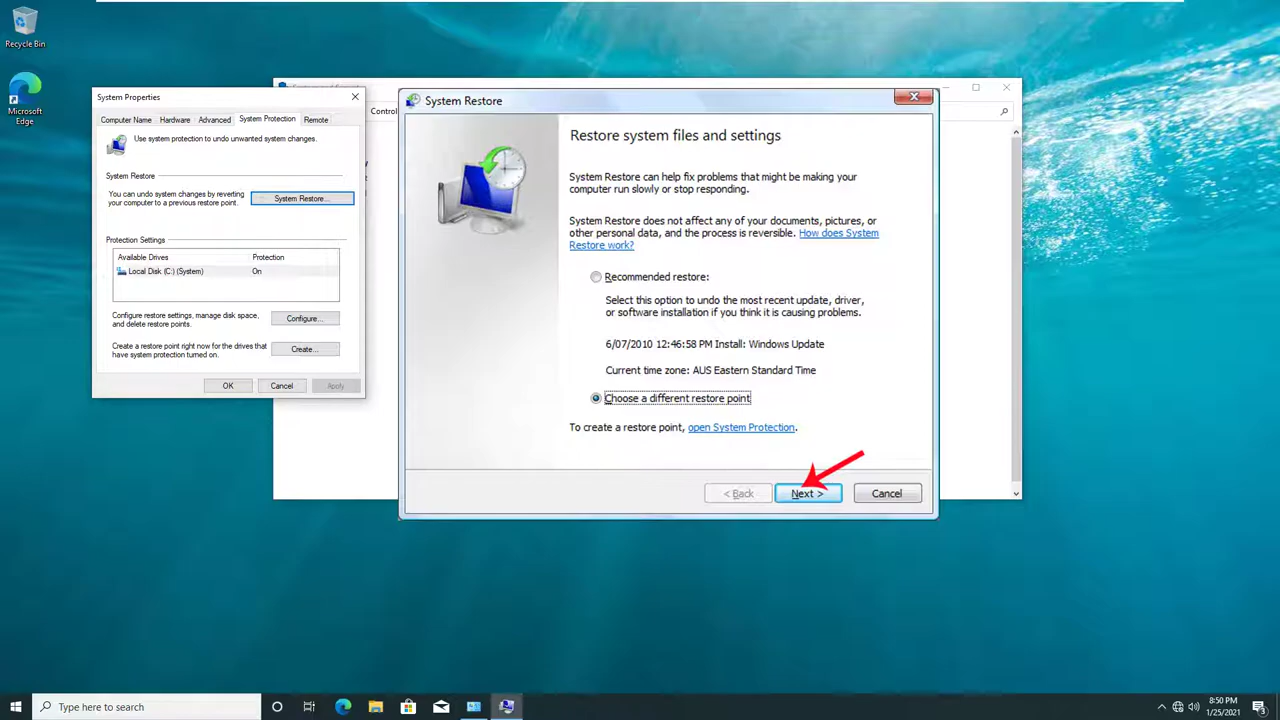 Recycle Bin
Microsoft
Edge
System Properties
Computer Name
Hardware
Advanced
System Protection
Remote
Use system protection to undo unwanted system changes.
System Restore
You can undo system changes by reverting
your computer to a previous restore point.
System Restore...
Protection Settings
Available Drives
Protection
Local Disk (C:) (System)
On
Configure restore settings, manage disk space,
and delete restore points.
Configure...
Create a restore point right now for the drives that
have system protection turned on.
Create...
OK
Cancel
Apply
Control
System Restore
Restore system files and settings
System Restore can help fix problems that might be making your
computer run slowly or stop responding.
System Restore does not affect any of your documents, pictures, or
other personal data, and the process is reversible. How does System
Restore work?
Recommended restore:
Select this option to undo the most recent update, driver,
or software installation if you think it is causing problems.
6/07/2010 12:46:58 PM Install: Windows Update
Current time zone: AUS Eastern Standard Time
Choose a different restore point
To create a restore point, open System Protection.
< Back
Next >
Cancel
Type here to search
8:50 PM
1/25/2021
3